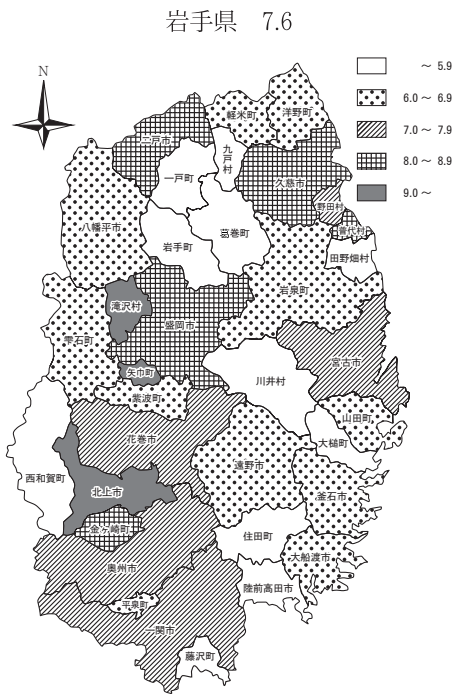 岩手県 7.6
N
～ 5.9
6.0～ 6.9
7.0～ 7.9
8.0～ 8.9
9.0～
軽米町
洋野町
二戸市
九戸村
一戸町
久慈市
野田村
普代村
八幡平市
葛巻町
岩手町
田野畑村
岩泉町
滝沢村
盛岡市
雫石町
宮古市
矢巾町
川井村
紫波町
山田町
花巻市
大槌町
西和賀町
遠野市
北上市
釜石市
金ヶ崎町
住田町
大船渡市
奥州市
陸前高田市
平泉町
一関市
藤沢町